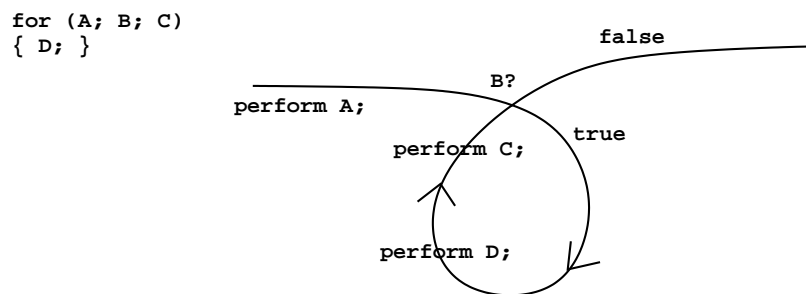 for (A; B; C)
{ D; }
false
B?
perform A;
true
perform C;
perform D;